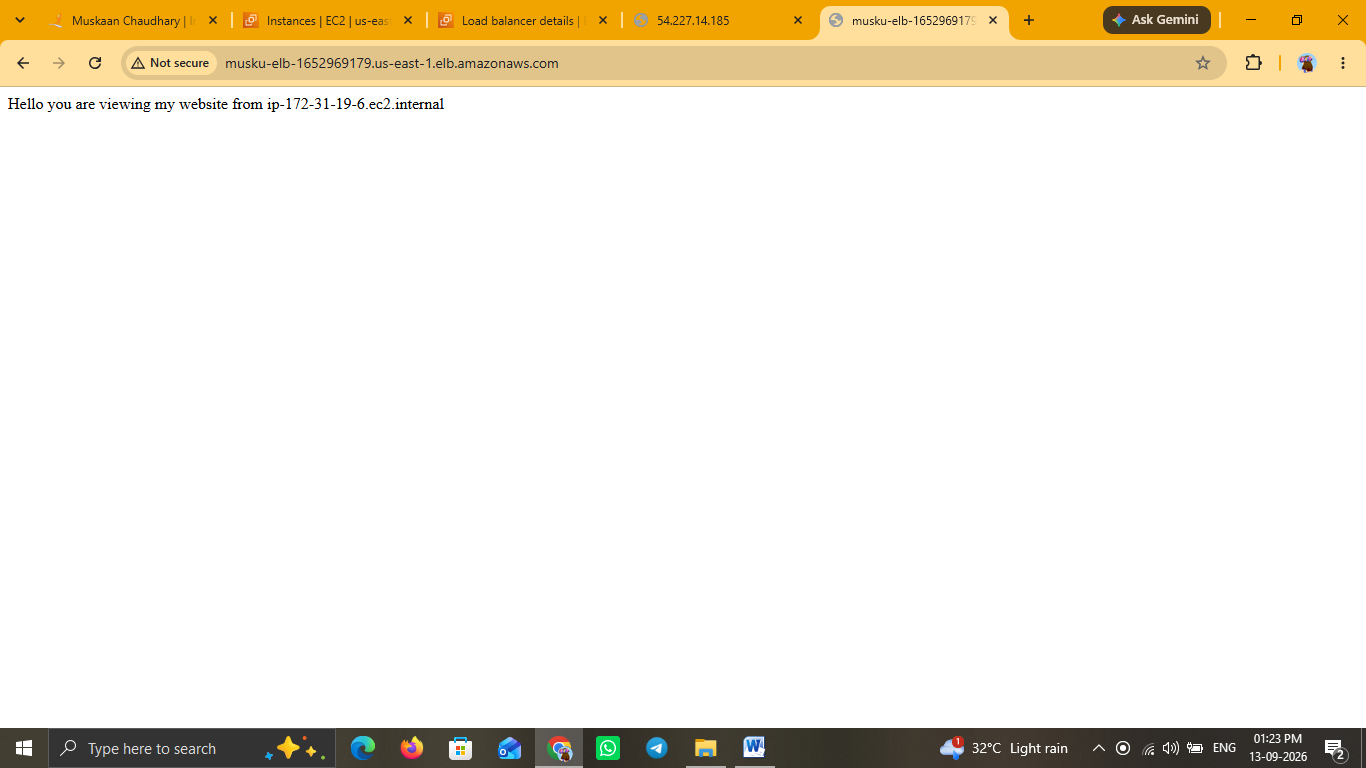 Muskaan Chaudhary | I
Instances | EC2 | us-eas
Load balancer details |
54.227.14.185
musku-elb-1652969179
Ask Gemini
Not secure
musku-elb-1652969179.us-east-1.elb.amazonaws.com
Hello you are viewing my website from ip-172-31-19-6.ec2.internal
Type here to search
1
32°C Light rain
ENG
01:23 PM
13-09-2026
2